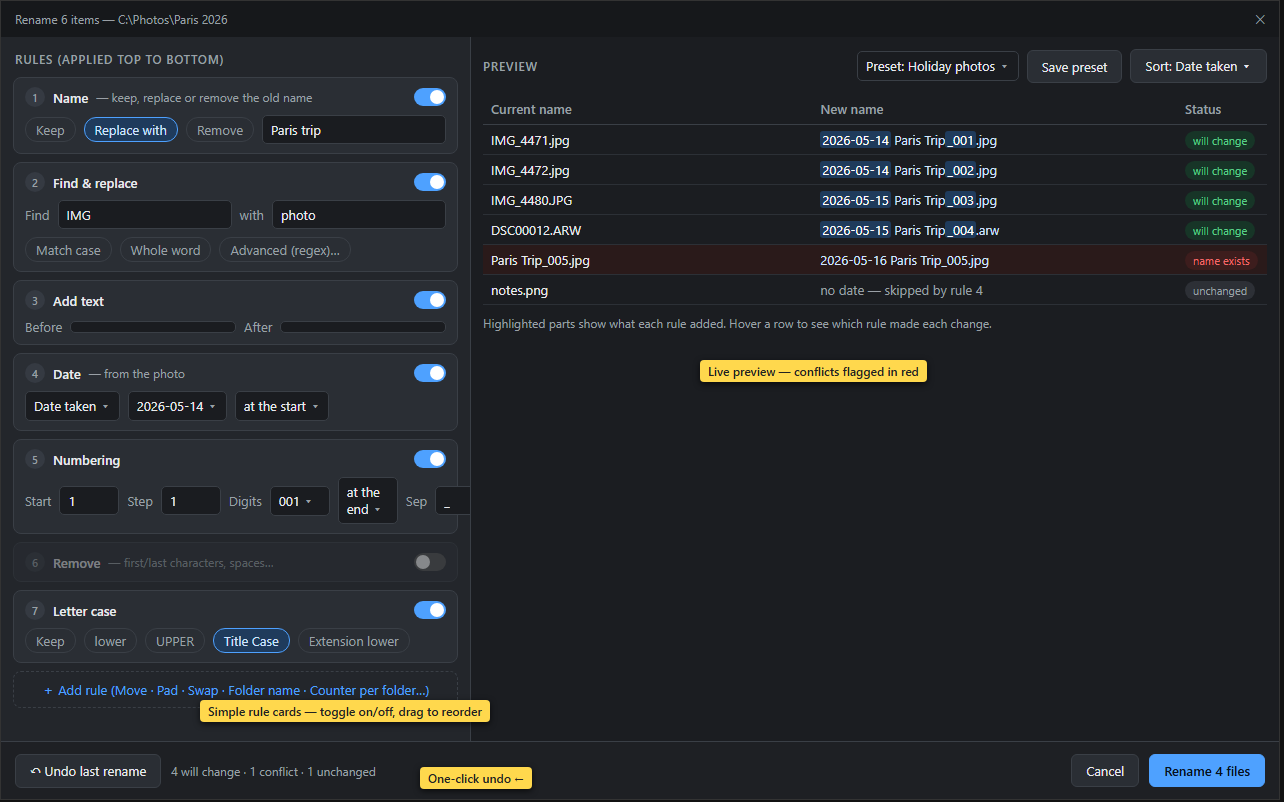 Rename 6 items — C:\Photos\Paris 2026
RULES (APPLIED TOP TO BOTTOM)
1 Name — keep, replace or remove the old name
Keep Replace with Remove Paris trip
2 Find & replace
Find IMG with photo
Match case Whole word Advanced (regex)...
3 Add text
Before After
4 Date — from the photo
Date taken 2026-05-14 at the start
5 Numbering
Start 1 Step 1 Digits 001 at the end Sep _
6 Remove — first/last characters, spaces...
7 Letter case
Keep lower UPPER Title Case Extension lower
+ Add rule (Move · Pad · Swap · Folder name · Counter per folder...)
Simple rule cards — toggle on/off, drag to reorder
PREVIEW Preset: Holiday photos Save preset Sort: Date taken
Current name New name Status
IMG_4471.jpg 2026-05-14 Paris Trip_001.jpg will change
IMG_4472.jpg 2026-05-14 Paris Trip_002.jpg will change
IMG_4480.JPG 2026-05-15 Paris Trip_003.jpg will change
DSC00012.ARW 2026-05-15 Paris Trip_004.arw will change
Paris Trip_005.jpg 2026-05-16 Paris Trip_005.jpg name exists
notes.png no date — skipped by rule 4 unchanged
Highlighted parts show what each rule added. Hover a row to see which rule made each change.
Live preview — conflicts flagged in red
↶ Undo last rename 4 will change · 1 conflict · 1 unchanged
One-click undo ←
Cancel Rename 4 files